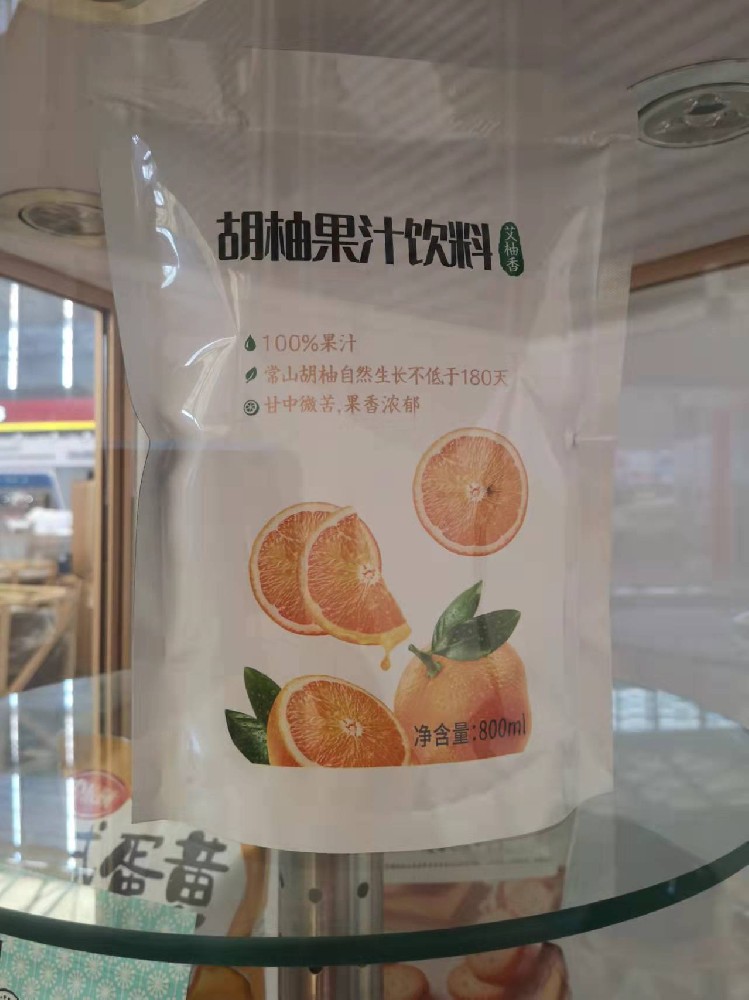 胡柚果汁饮料
艾柚香
100%果汁
常山胡柚自然生长不低于180天
甘中微苦,果香浓郁
净含量:800ml
蛋黄